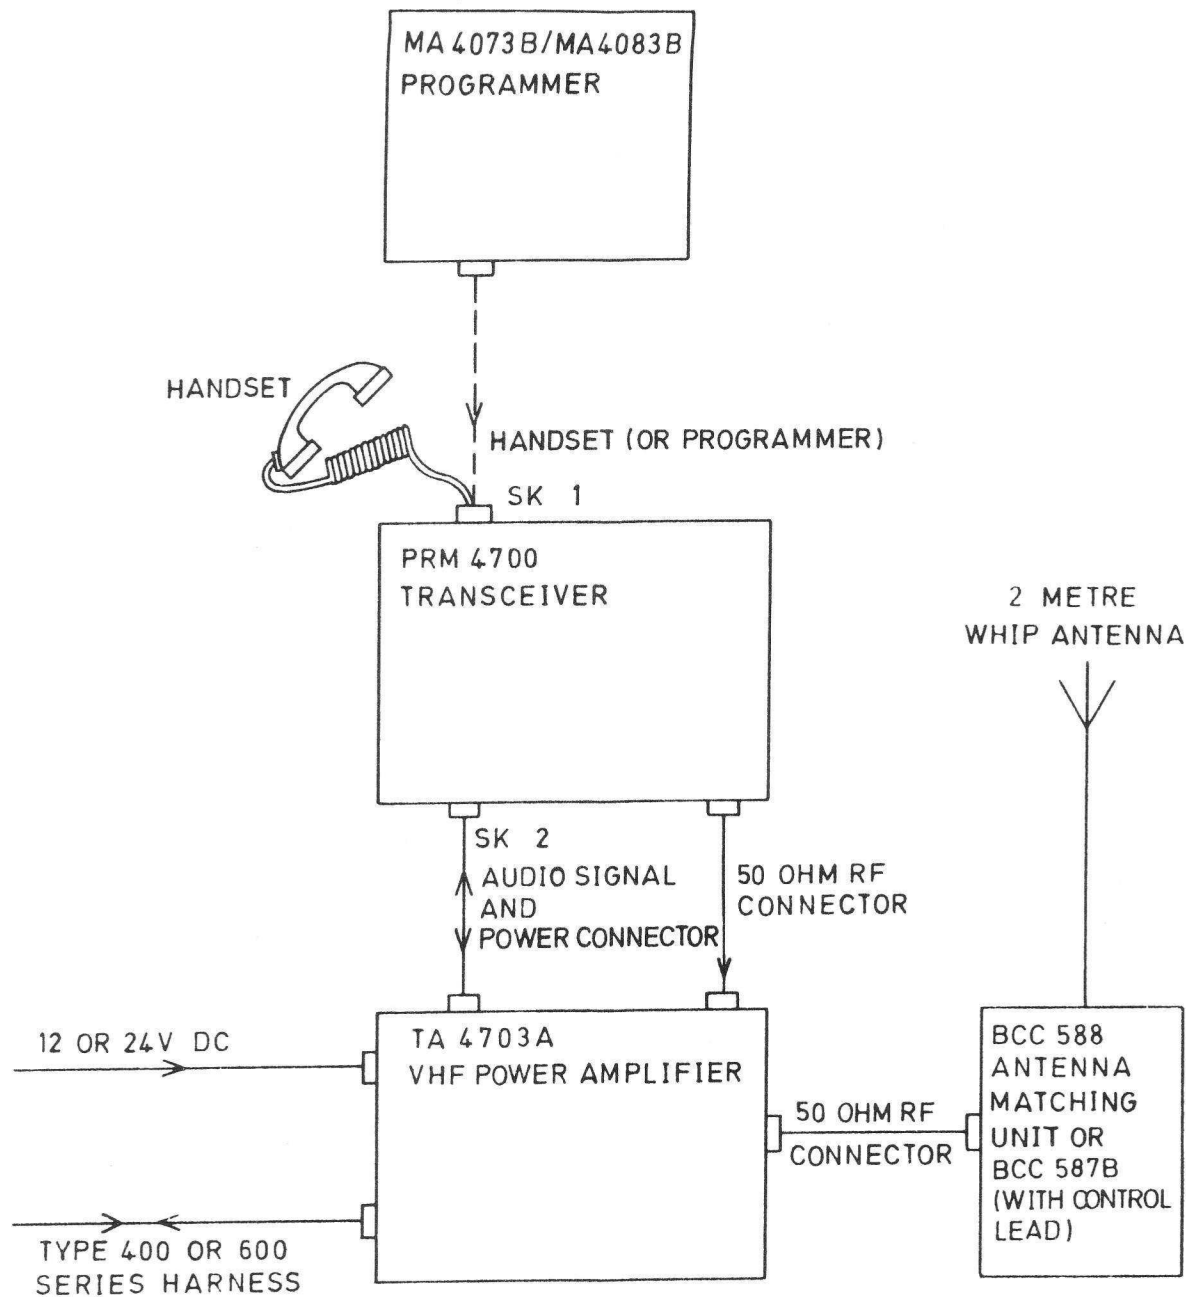 MA4073B/MA4083B
PROGRAMMER
HANDSET
HANDSET (OR PROGRAMMER)
SK 1
PRM 4700
TRANSCEIVER
2 METRE
WHIP ANTENNA
SK 2
AUDIO SIGNAL
AND
POWER CONNECTOR
50 OHM RF
CONNECTOR
12 OR 24V DC
TA 4703A
VHF POWER AMPLIFIER
50 OHM RF
CONNECTOR
BCC 588
ANTENNA
MATCHING
UNIT OR
BCC 587B
(WITH CONTROL
LEAD)
TYPE 400 OR 600
SERIES HARNESS